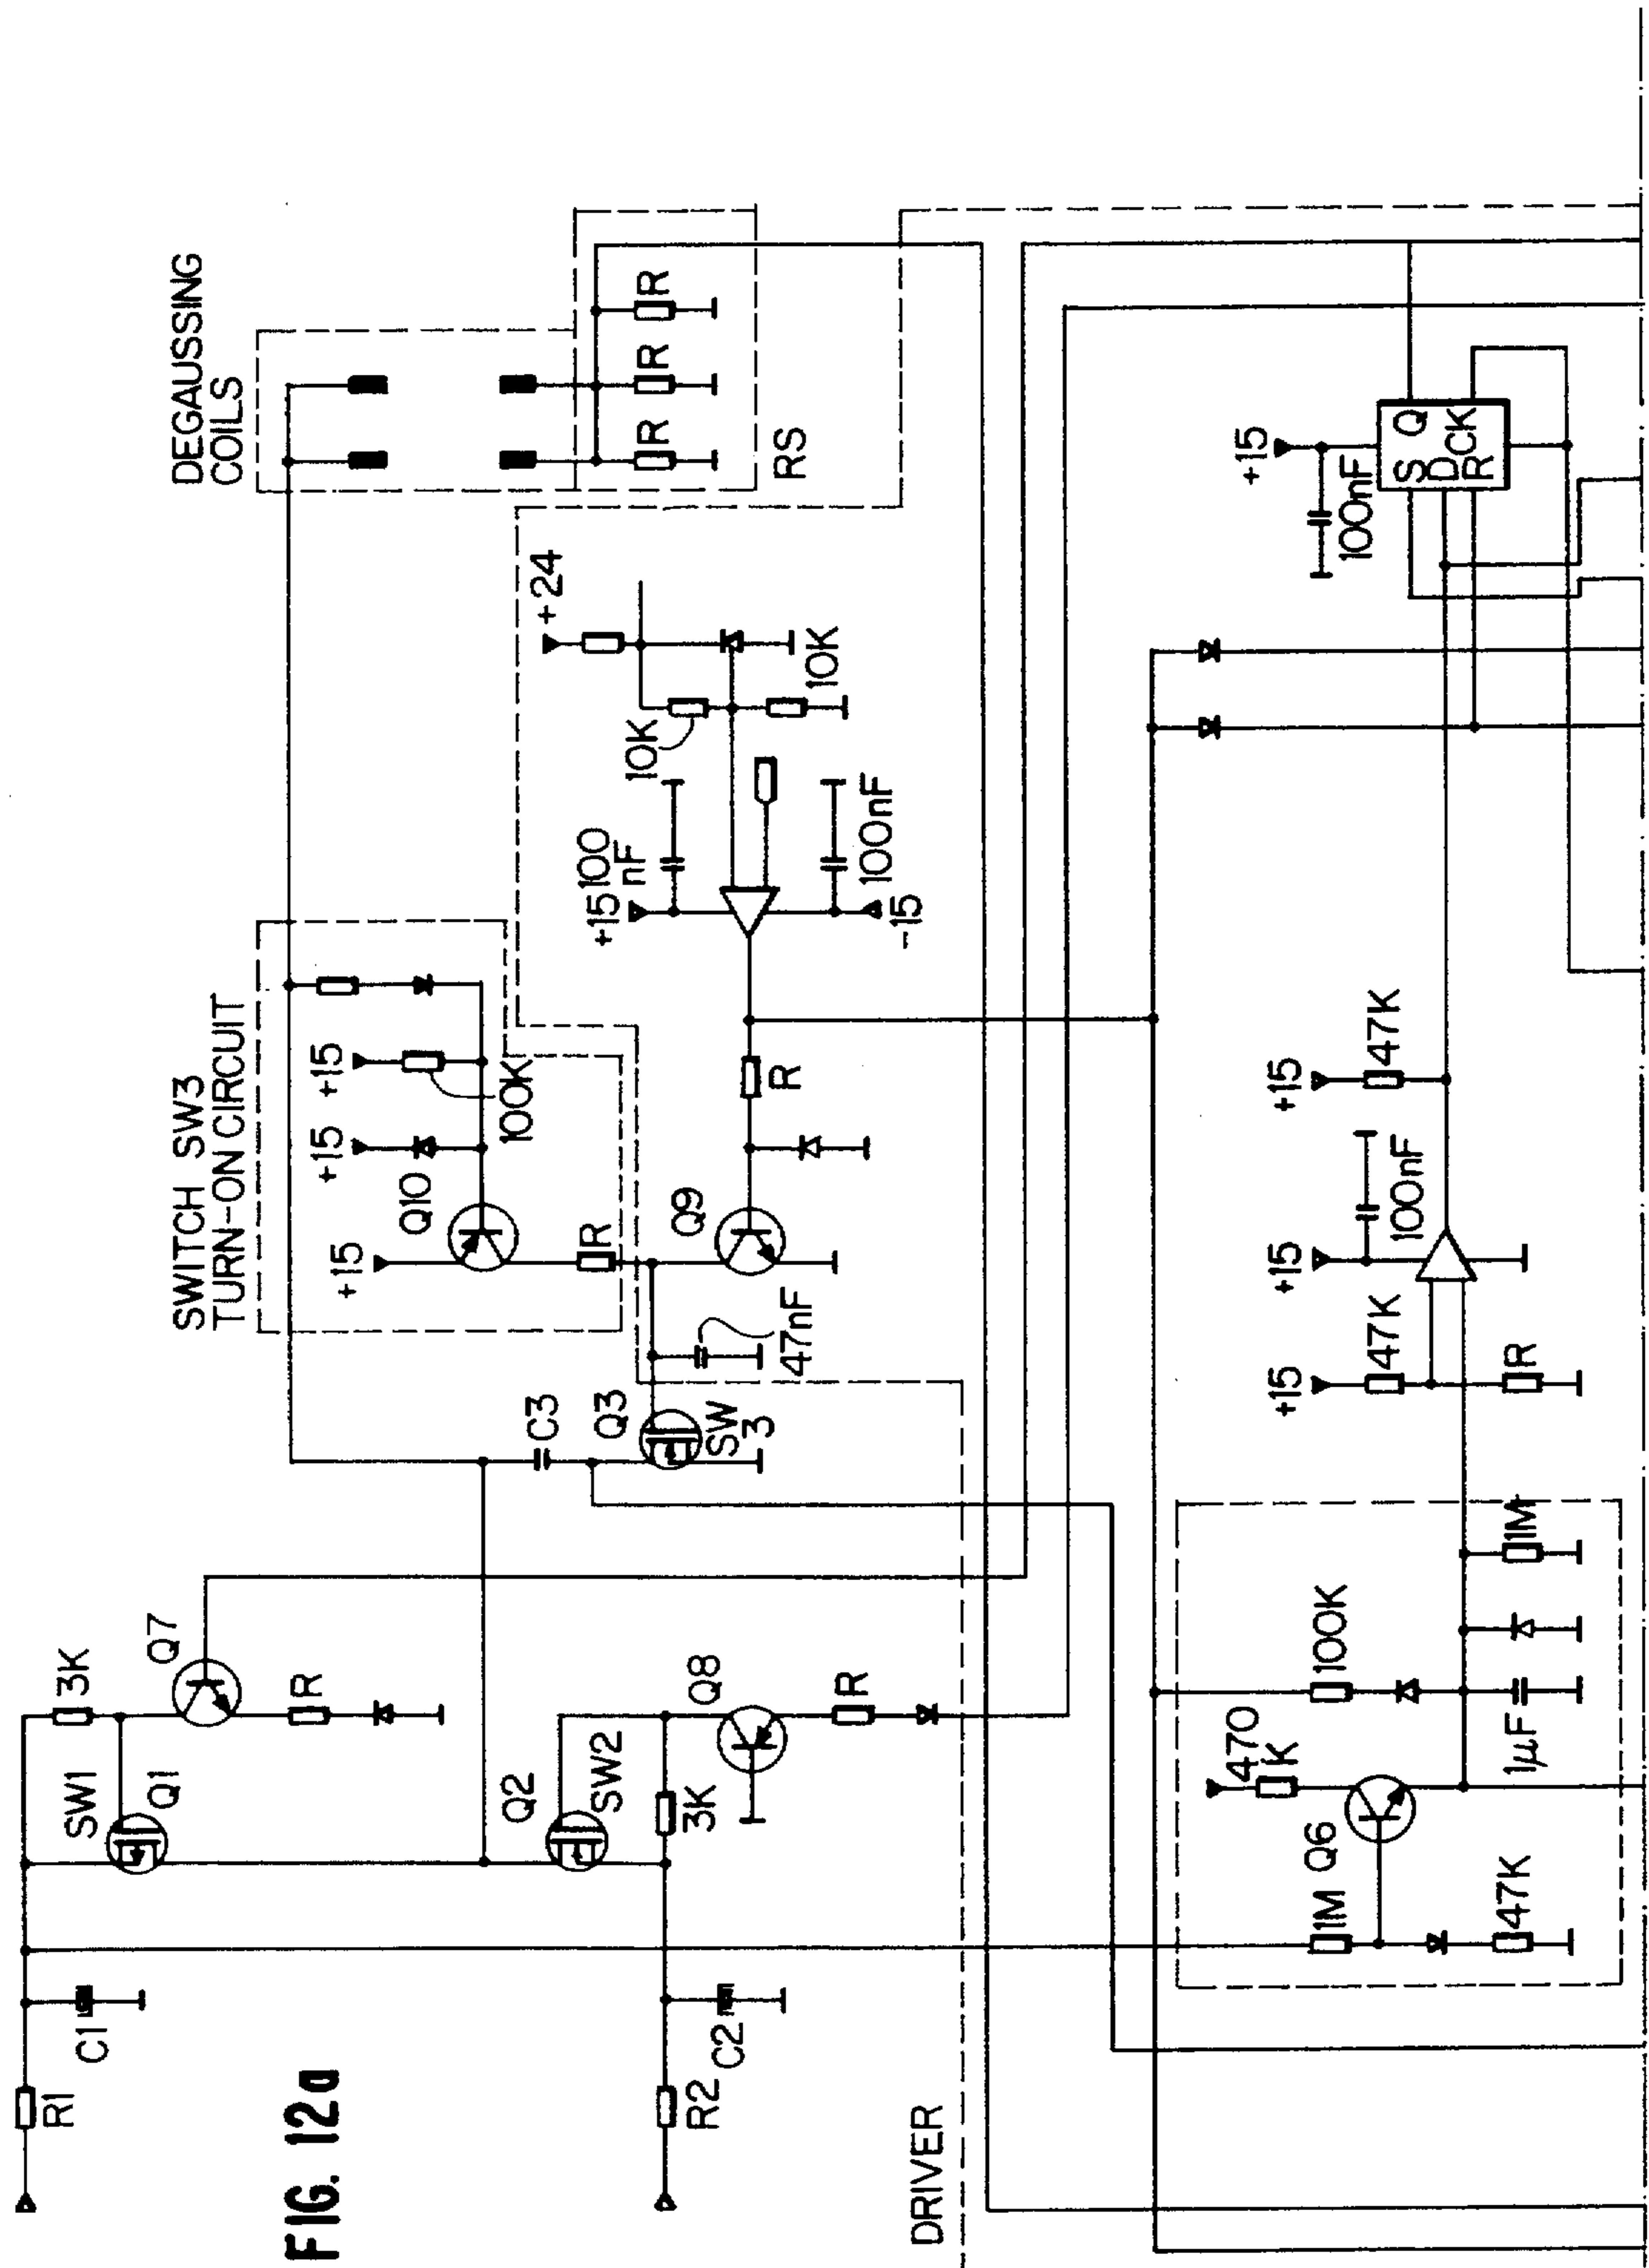 FIG. 12a
R1
C1
R2
C2
DRIVER
SW1
Q1
3K
Q7
R
Q2
SW2
3K
Q8
R
C3
Q3
SW
3
47nF
SWITCH SW3
TURN-ON CIRCUIT
+15
Q10
+15
+15
100K
R
Q9
R
+15
100
nF
-15
100nF
10K
10K
+24
DEGAUSSING
COILS
R
R
R
RS
1M
Q6
47K
470
K
100K
1µF
1M
+15
47K
R
+15
100nF
+15
47K
+15
100nF
S Q
D
CK
R